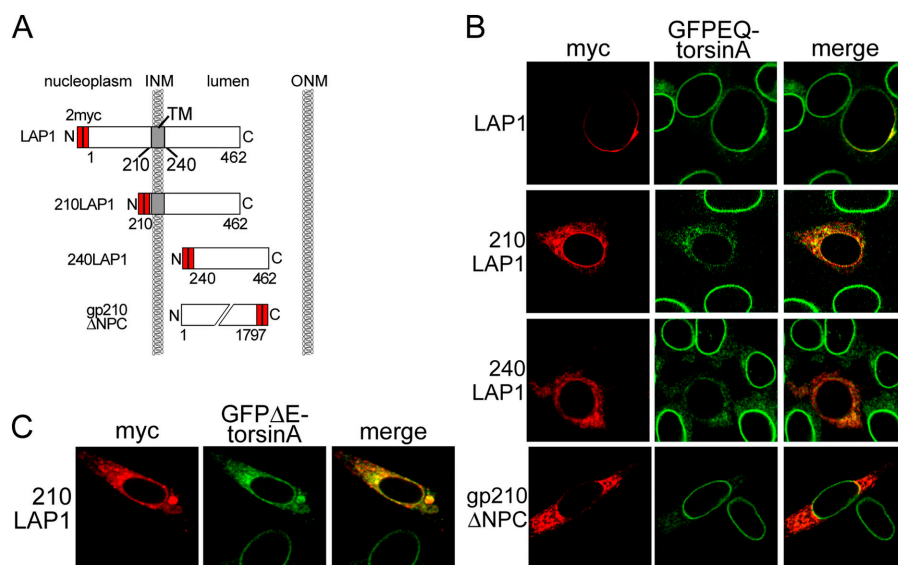 A
nucleoplasm INM lumen ONM
2myc
TM
LAP1 N C
1 210 240 462
210LAP1 N C
210 462
240LAP1 N C
240 462
gp210
ΔNPC
N C
1 1797
B
myc GFPEQ-
torsinA merge
LAP1
210
LAP1
240
LAP1
gp210
ΔNPC
C
myc GFPΔE-
torsinA merge
210
LAP1